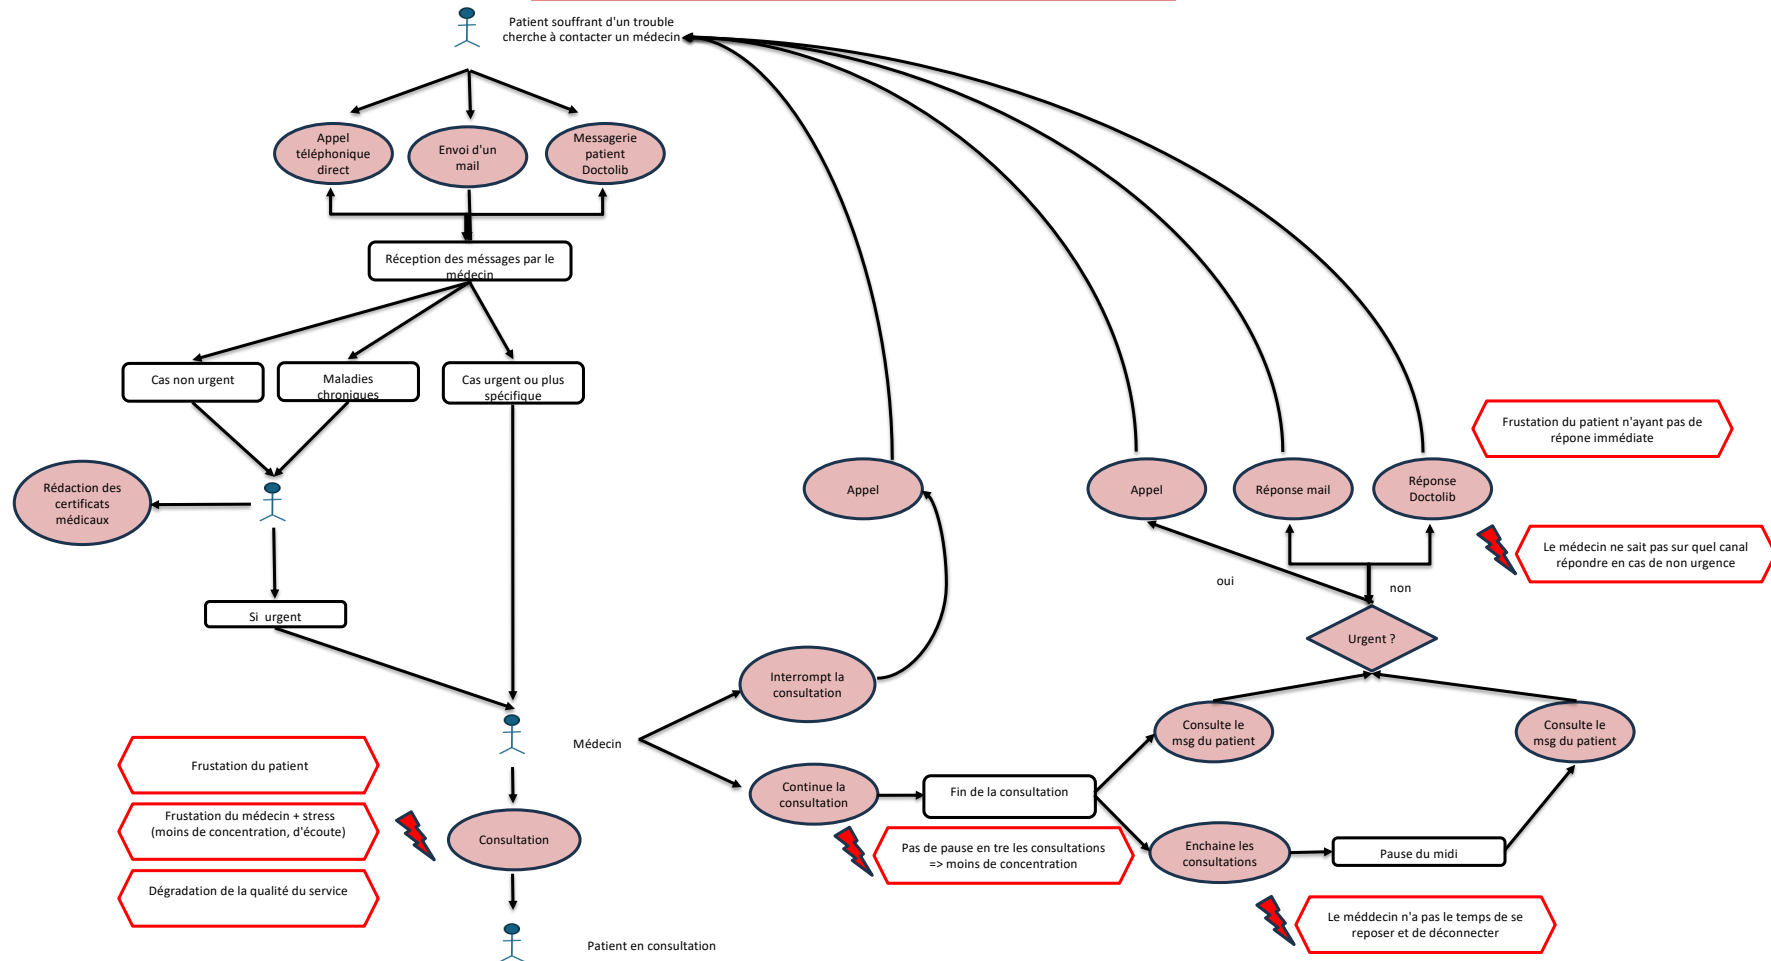 Patient souffrant d'un trouble
cherche à contacter un médecin
Appel
téléphonique
direct
Envoi d'un
mail
Messagerie
patient
Doctolib
Réception des méssages par le
médecin
Cas non urgent
Maladies
chroniques
Cas urgent ou plus
spécifique
Rédaction des
certificats
médicaux
Si urgent
Appel
Appel
Réponse mail
Réponse
Doctolib
Frustation du patient n'ayant pas de
répone immédiate
Le médecin ne sait pas sur quel canal
répondre en cas de non urgence
oui
non
Urgent ?
Interrompt la
consultation
Médecin
Continue la
consultation
Fin de la consultation
Consulte le
msg du patient
Consulte le
msg du patient
Enchaine les
consultations
Pause du midi
Pas de pause en tre les consultations
=> moins de concentration
Le méddecin n'a pas le temps de se
reposer et de déconnecter
Frustation du patient
Frustation du médecin + stress
(moins de concentration, d'écoute)
Dégradation de la qualité du service
Consultation
Patient en consultation